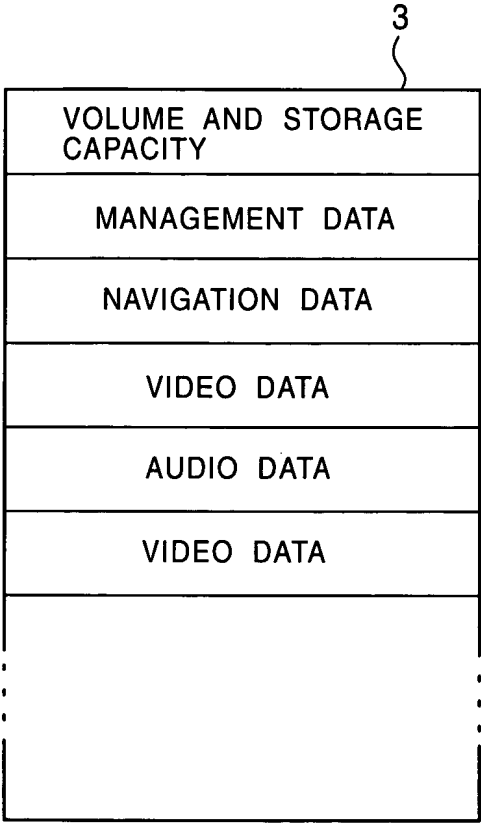 3
VOLUME AND STORAGE
CAPACITY
MANAGEMENT DATA
NAVIGATION DATA
VIDEO DATA
AUDIO DATA
VIDEO DATA